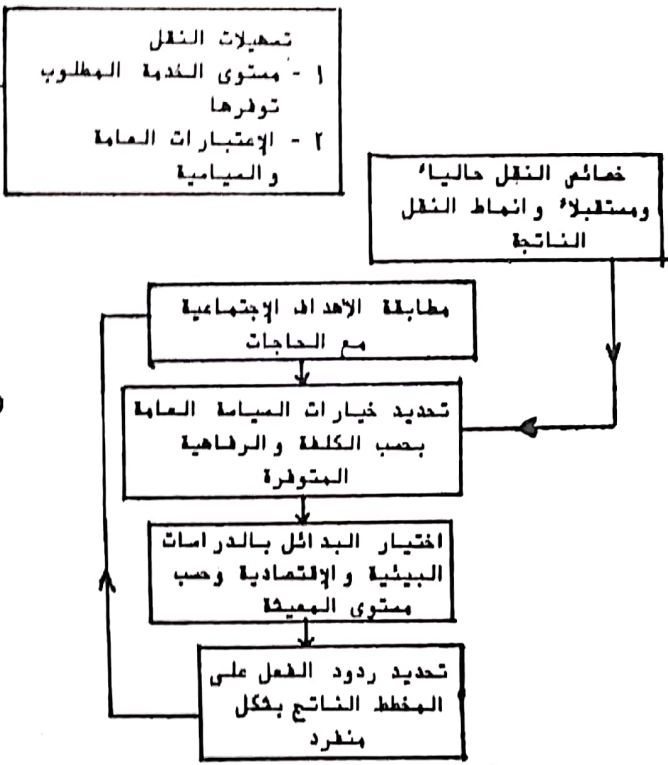 تسهيلات النقل
١ - مستوى الخدمة المطلوب
توفرها
٢ - الإعتبارات العامة
والسياسية
خصائص النقل حالياً
ومستقبلاً وانماط النقل
الناتجة
مطابقة الأهداف الإجتماعية
مع الحاجات
تحديد خيارات السياسة العامة
بحسب الكلفة والرفاهية
المتوفرة
اختيار البدائل بالدراسات
البيئية والإقتصادية وحسب
مستوى المعيشة
تحديد ردود الفعل على
المخطط الناتج بشكل
منفرد